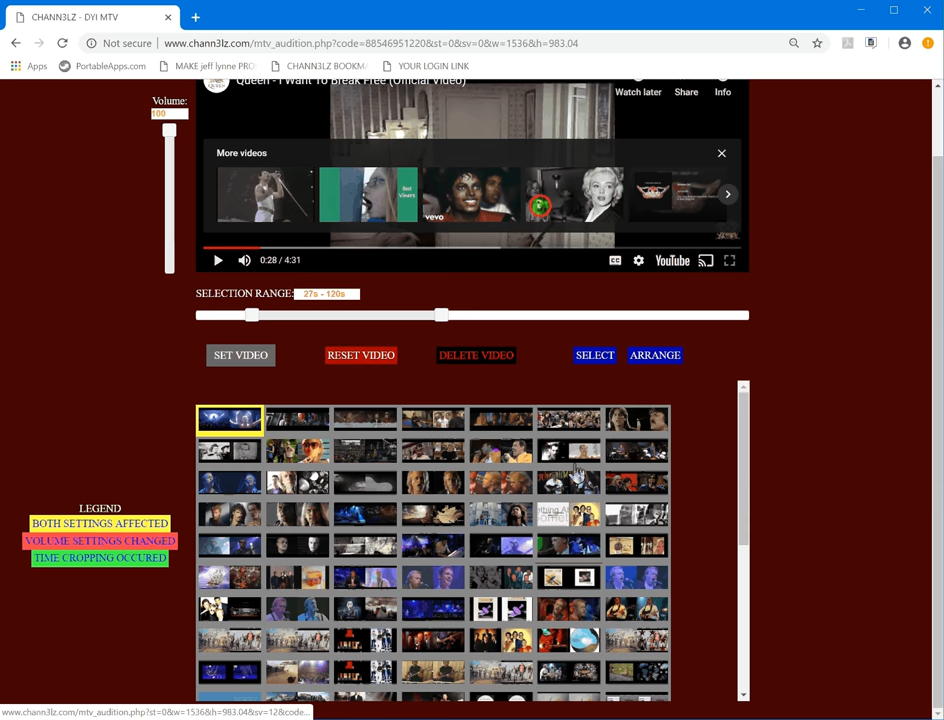 CHANN3LZ - DYI MTV
Not secure | www.chann3lz.com/mtv_audition.php?code=88546951220&st=0&sv=0&w=1536&h=983.04
Apps PortableApps.com MAKE jeff lynne PRO CHANN3LZ BOOKMA YOUR LOGIN LINK
Queen - I Want To Break Free (Official Video)
Watch later Share Info
Volume:
100
More videos
vevo
0:28 / 4:31
CC YouTube
SELECTION RANGE: 27s - 120s
SET VIDEO RESET VIDEO DELETE VIDEO SELECT ARRANGE
LEGEND
BOTH SETTINGS AFFECTED
VOLUME SETTINGS CHANGED
TIME CROPPING OCCURED
www.chann3lz.com/mtv_audition.php?st=0&w=1536&h=983.04&sv=12&code...